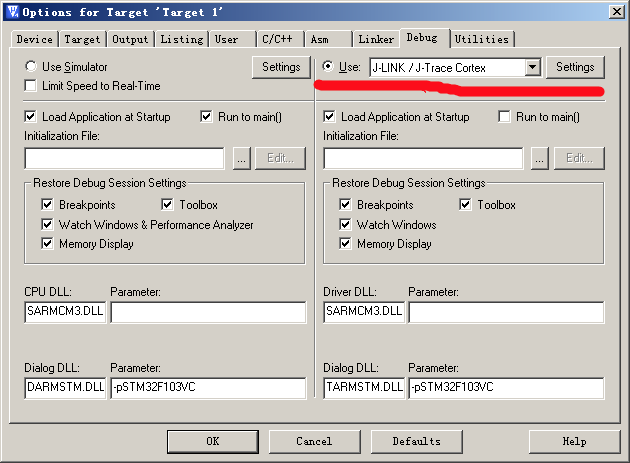 Options for Target 'Target 1'
Device Target Output Listing User C/C++ Asm Linker Debug Utilities
Use Simulator Settings
Limit Speed to Real-Time
Use: J-LINK / J-Trace Cortex Settings
Load Application at Startup Run to main()
Initialization File:
... Edit...
Restore Debug Session Settings
Breakpoints Toolbox
Watch Windows & Performance Analyzer
Memory Display
CPU DLL: Parameter:
SARMCM3.DLL
Dialog DLL: Parameter:
DARMSTM.DLL -pSTM32F103VC
Load Application at Startup Run to main()
Initialization File:
... Edit...
Restore Debug Session Settings
Breakpoints Toolbox
Watch Windows
Memory Display
Driver DLL: Parameter:
SARMCM3.DLL
Dialog DLL: Parameter:
TARMSTM.DLL -pSTM32F103VC
OK Cancel Defaults Help